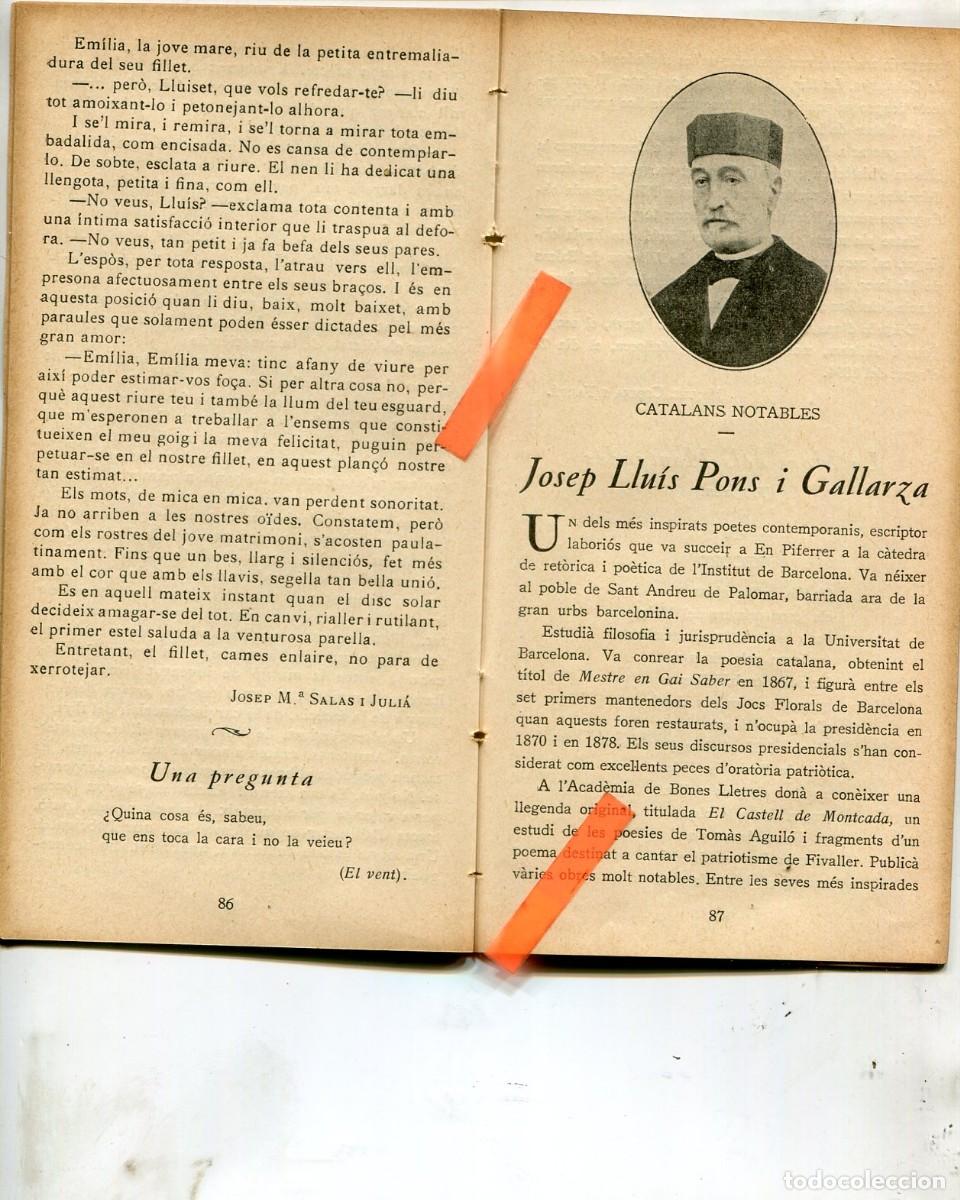 Emília, la jove mare, riu de la petita entremalia-
dura del seu fillet.
—... però, Lluiset, que vols refredar-te? —li diu
tot amoixant-lo i petonejant-lo alhora.
I se'l mira, i remira, i se'l torna a mirar tota em-
badalida, com encisada. No es cansa de contemplar-
lo. De sobte, esclata a riure. El nen li ha dedicat una
llengota, petita i fina, com ell.
—No veus, Lluís? —exclama tota contenta i amb
una íntima satisfacció interior que li traspua al defo-
ra. —No veus, tan petit i ja fa befa dels seus pares.
L'espòs, per tota resposta, l'atrau vers ell, l'em-
presona afectuosament entre els seus braços. I és en
aquesta posició quan li diu, baix, molt baixet, amb
paraules que solament poden ésser dictades pel més
gran amor:
—Emília, Emília meva: tinc afany de viure per
així poder estimar-vos foça. Si per altra cosa no, per-
què aquest riure teu i també la llum del teu esguard,
que m'esperonen a treballar a l'ensems que consti-
tueixen el meu goig i la meva felicitat, puguin per-
petuar-se en el nostre fillet, en aquest plançó nostre
tan estimat...
Els mots, de mica en mica, van perdent sonoritat.
Ja no arriben a les nostres oïdes. Constatem, però
com els rostres del jove matrimoni, s'acosten paula-
tinament. Fins que un bes, llarg i silenciós, fet més
amb el cor que amb els llavis, segella tan bella unió.
Es en aquell mateix instant quan el disc solar
decideix amagar-se del tot. En canvi, rialler i rutilant,
el primer estel saluda a la venturosa parella.
Entretant, el fillet, cames enlaire, no para de
xerrotejar.
Josep M.ª Salas i Juliá
Una pregunta
¿Quina cosa és, sabeu,
que ens toca la cara i no la veieu?
(El vent).
86
CATALANS NOTABLES
Josep Lluís Pons i Gallarza
Un dels més inspirats poetes contemporanis, escriptor
laboriós que va succeir a En Piferrer a la càtedra
de retòrica i poètica de l'Institut de Barcelona. Va néixer
al poble de Sant Andreu de Palomar, barriada ara de la
gran urbs barcelonina.
Estudià filosofia i jurisprudència a la Universitat de
Barcelona. Va conrear la poesia catalana, obtenint el
títol de Mestre en Gai Saber en 1867, i figurà entre els
set primers mantenedors dels Jocs Florals de Barcelona
quan aquests foren restaurats, i n'ocupà la presidència en
1870 i en 1878. Els seus discursos presidencials s'han con-
siderat com excel·lents peces d'oratòria patriòtica.
A l'Acadèmia de Bones Lletres donà a conèixer una
llegenda original, titulada El Castell de Montcada, un
estudi de les poesies de Tomàs Aguiló i fragments d'un
poema destinat a cantar el patriotisme de Fivaller. Publicà
vàries obres molt notables. Entre les seves més inspirades
87
todocoleccion